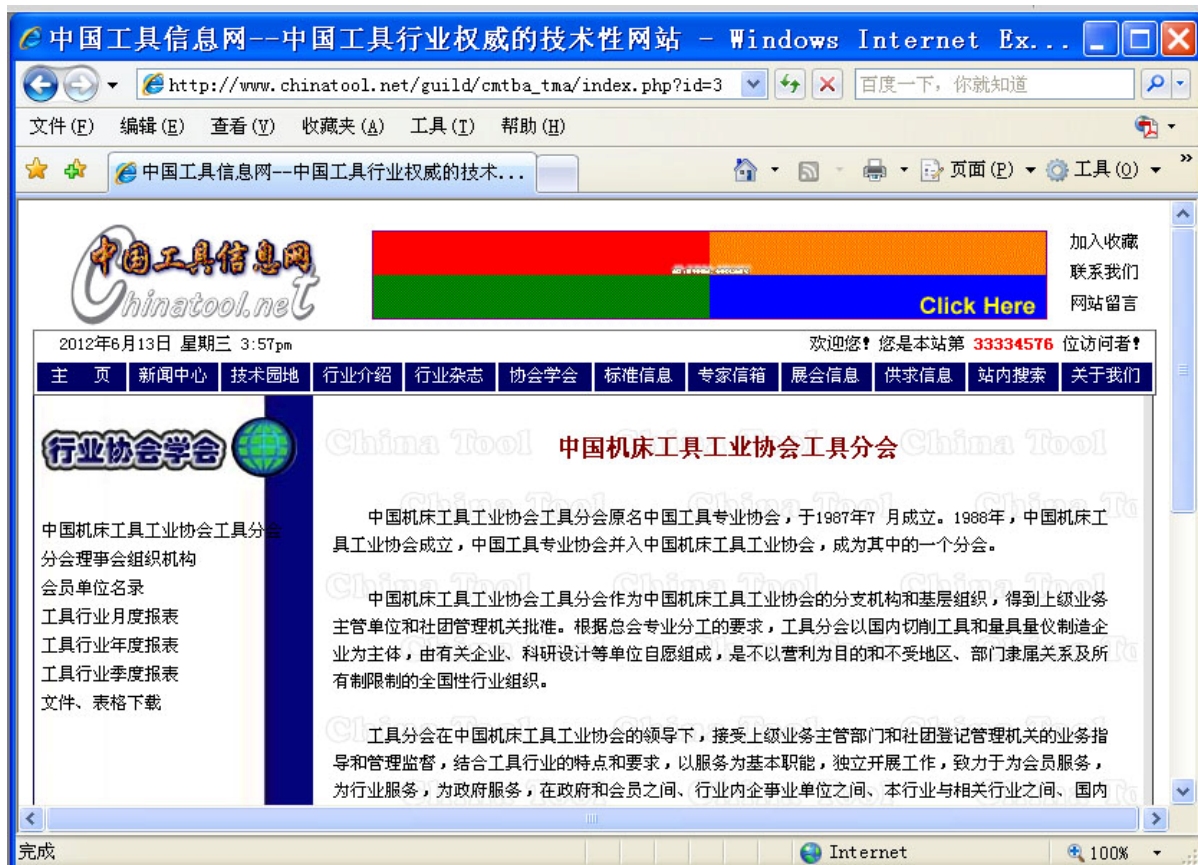 中国工具信息网--中国工具行业权威的技术性网站 - Windows Internet Ex...
http://www.chinatool.net/guild/cmtba_tma/index.php?id=3 百度一下，你就知道
文件(F) 编辑(E) 查看(V) 收藏夹(A) 工具(T) 帮助(H)
中国工具信息网--中国工具行业权威的技术... 页面(P) 工具(O) »
中国工具信息网
Chinatool.net
Click Here
加入收藏
联系我们
网站留言
2012年6月13日 星期三 3:57pm 欢迎您! 您是本站第 33334576 位访问者!
主 页 新闻中心 技术园地 行业介绍 行业杂志 协会学会 标准信息 专家信箱 展会信息 供求信息 站内搜索 关于我们
行业协会学会
中国机床工具工业协会工具分会
分会理事会组织机构
会员单位名录
工具行业月度报表
工具行业年度报表
工具行业季度报表
文件、表格下载
China Tool
中国机床工具工业协会工具分会
中国机床工具工业协会工具分会原名中国工具专业协会，于1987年7 月成立。1988年，中国机床工
具工业协会成立，中国工具专业协会并入中国机床工具工业协会，成为其中的一个分会。
中国机床工具工业协会工具分会作为中国机床工具工业协会的分支机构和基层组织，得到上级业务
主管单位和社团管理机关批准。根据总会专业分工的要求，工具分会以国内切削工具和量具量仪制造企
业为主体，由有关企业、科研设计等单位自愿组成，是不以营利为目的和不受地区、部门隶属关系及所
有制限制的全国性行业组织。
工具分会在中国机床工具工业协会的领导下，接受上级业务主管部门和社团登记管理机关的业务指
导和管理监督，结合工具行业的特点和要求，以服务为基本职能，独立开展工作，致力于为会员服务，
为行业服务，为政府服务，在政府和会员之间、行业内企事业单位之间、本行业与相关行业之间、国内
完成 Internet 100%